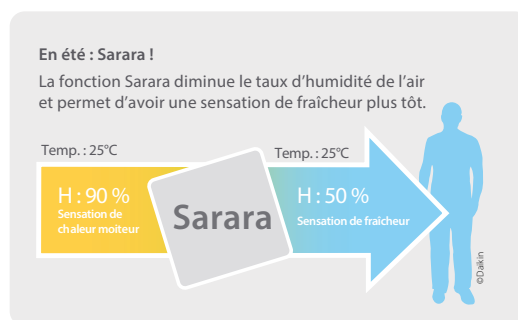 En été : Sarara !
La fonction Sarara diminue le taux d'humidité de l'air
et permet d'avoir une sensation de fraîcheur plus tôt.
Temp. : 25°C
Temp. : 25°C
H : 90 %
Sensation de
chaleur moiteur
Sarara
H : 50 %
Sensation de fraicheur
©Daikin